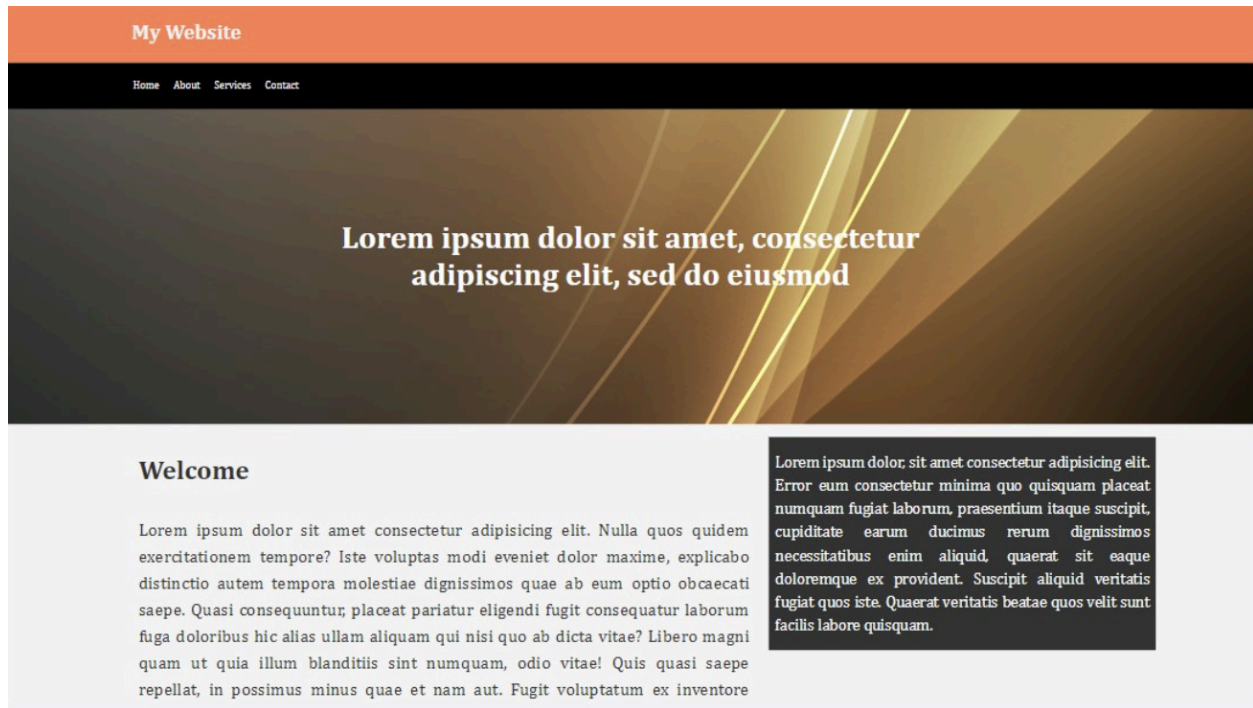 My Website
Home About Services Contact
Lorem ipsum dolor sit amet, consectetur
adipiscing elit, sed do eiusmod
Welcome
Lorem ipsum dolor sit amet consectetur adipisicing elit. Nulla quos quidem
exercitationem tempore? Iste voluptas modi eveniet dolor maxime, explicabo
distinctio autem tempora molestiae dignissimos quae ab eum optio obcaecati
saepe. Quasi consequuntur, placeat pariatur eligendi fugit consequatur laborum
fuga doloribus hic alias ullam aliquam qui nisi quo ab dicta vitae? Libero magni
quam ut quia illum blanditiis sint numquam, odio vitae! Quis quasi saepe
repellat, in possimus minus quae et nam aut. Fugit voluptatum ex inventore
Lorem ipsum dolor, sit amet consectetur adipisicing elit.
Error eum consectetur minima quo quisquam placeat
numquam fugiat laborum, praesentium itaque suscipit,
cupiditate earum ducimus rerum dignissimos
necessitatibus enim aliquid, quaerat sit eaque
doloremque ex provident. Suscipit aliquid veritatis
fugiat quos iste. Quaerat veritatis beatae quos velit sunt
facilis labore quisquam.